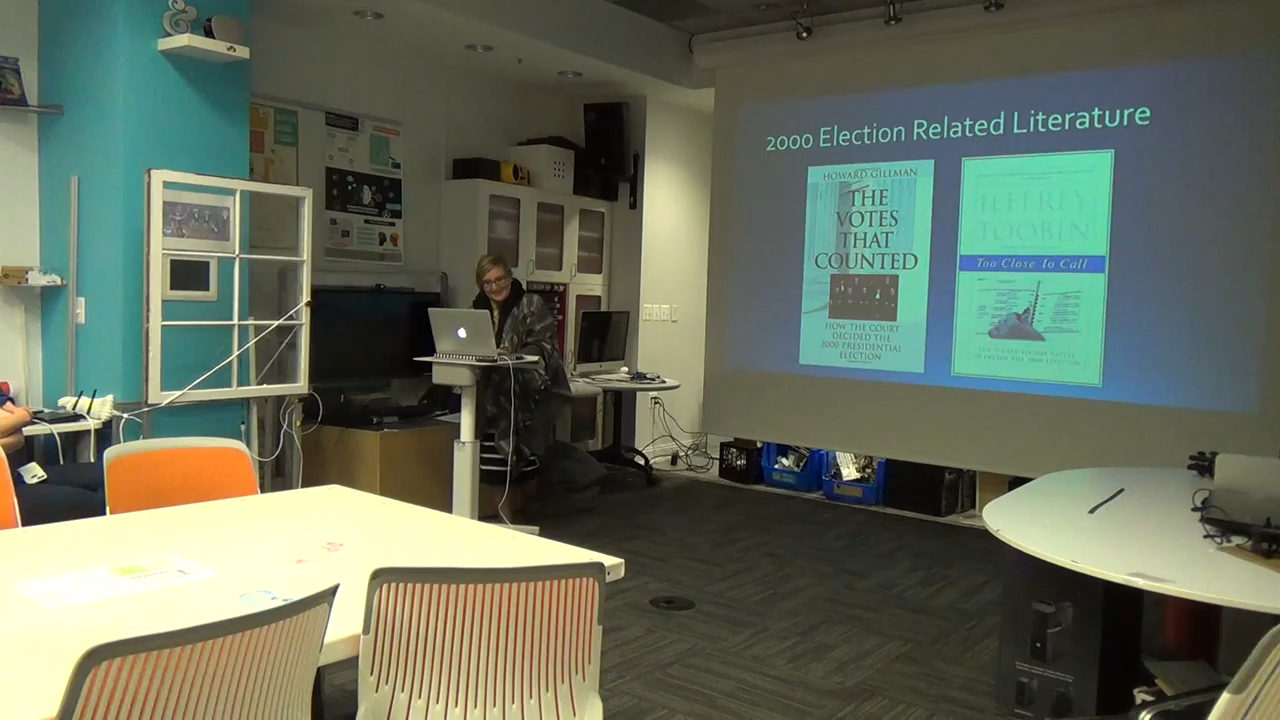 2000 Election Related Literature
HOWARD GILLMAN
THE
VOTES
THAT
COUNTED
HOW THE COURT
DECIDED THE
2000 PRESIDENTIAL
ELECTION
JEFFREY
TOOBIN
Too Close to Call
&